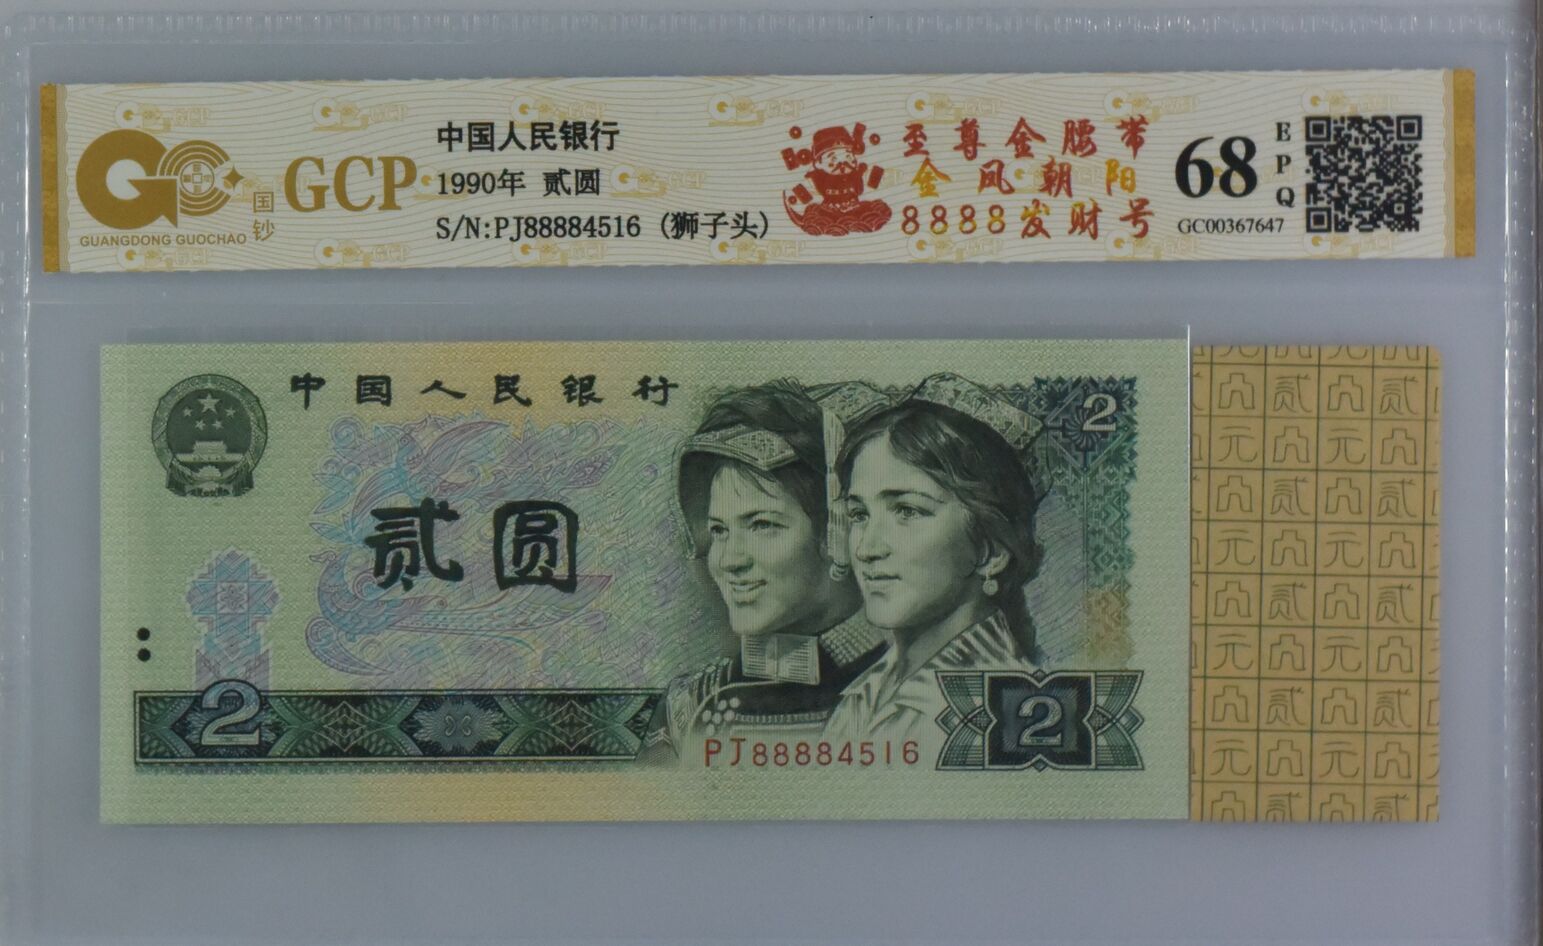 GCP
国钞
GUANGDONG GUOCHAO
中国人民银行
1990年 贰圆
S/N:PJ88884516 (狮子头)
至尊金腰带
金凤朝阳
8888发财号
68
EPQ
GC00367647
中国人民银行
2
贰圆
2
PJ88884516
2